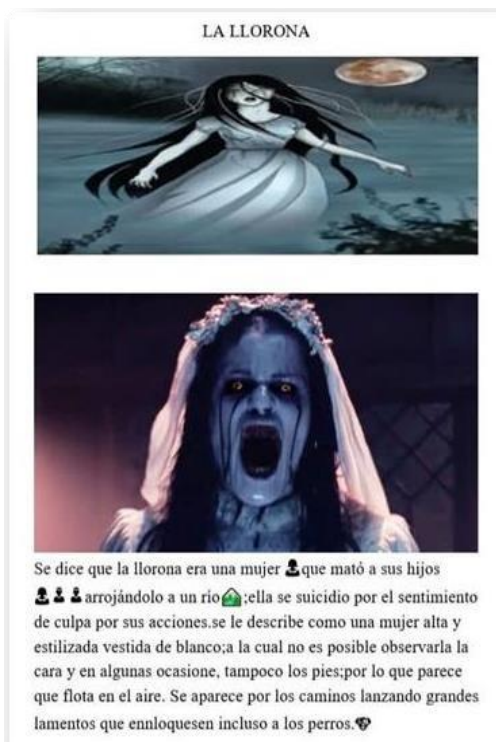 LA LLORONA
Se dice que la llorona era una mujer 👤que mató a sus hijos
👤👤👤arrojándolo a un río🏠;ella se suicidio por el sentimiento
de culpa por sus acciones.se le describe como una mujer alta y
estilizada vestida de blanco;a la cual no es posible observarla la
cara y en algunas ocasione, tampoco los pies;por lo que parece
que flota en el aire. Se aparece por los caminos lanzando grandes
lamentos que ennloquesen incluso a los perros.🐶